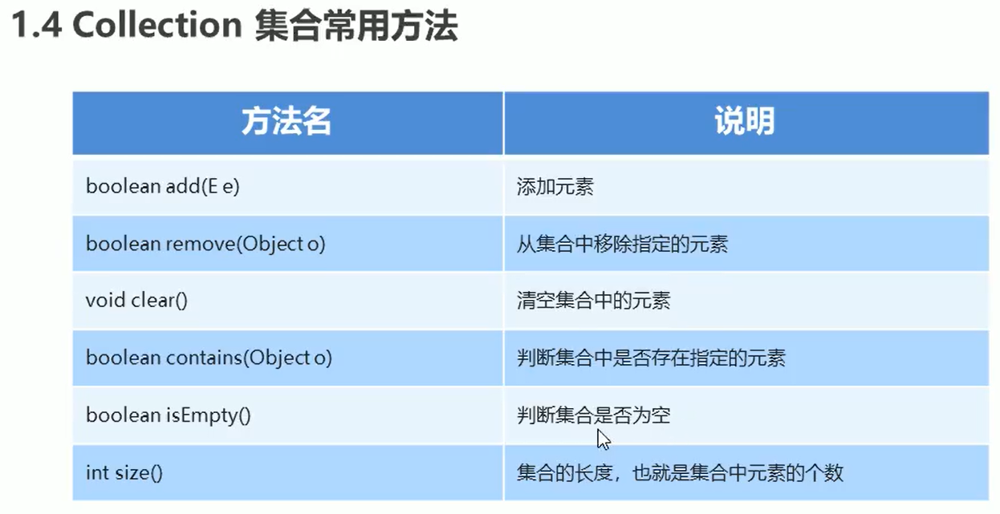 1.4 Collection 集合常用方法
方法名 说明
boolean add(E e) 添加元素
boolean remove(Object o) 从集合中移除指定的元素
void clear() 清空集合中的元素
boolean contains(Object o) 判断集合中是否存在指定的元素
boolean isEmpty() 判断集合是否为空
int size() 集合的长度，也就是集合中元素的个数